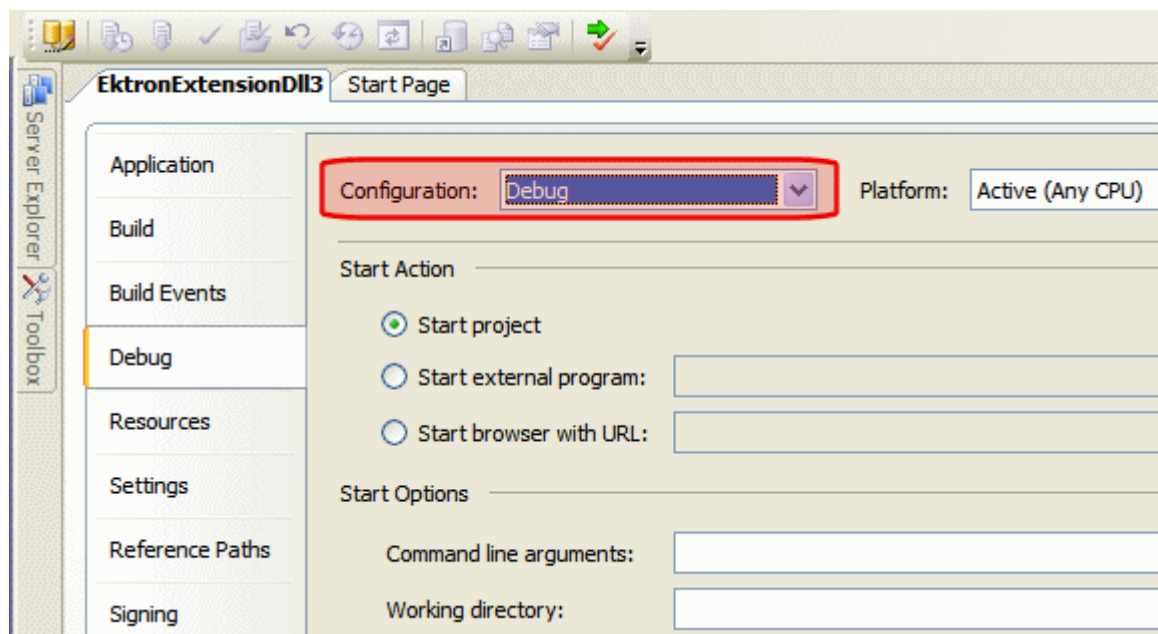 EktronExtensionDll3 Start Page
Server Explorer
Toolbox
Application
Build
Build Events
Debug
Resources
Settings
Reference Paths
Signing
Configuration: Debug Platform: Active (Any CPU)
Start Action
Start project
Start external program:
Start browser with URL:
Start Options
Command line arguments:
Working directory: